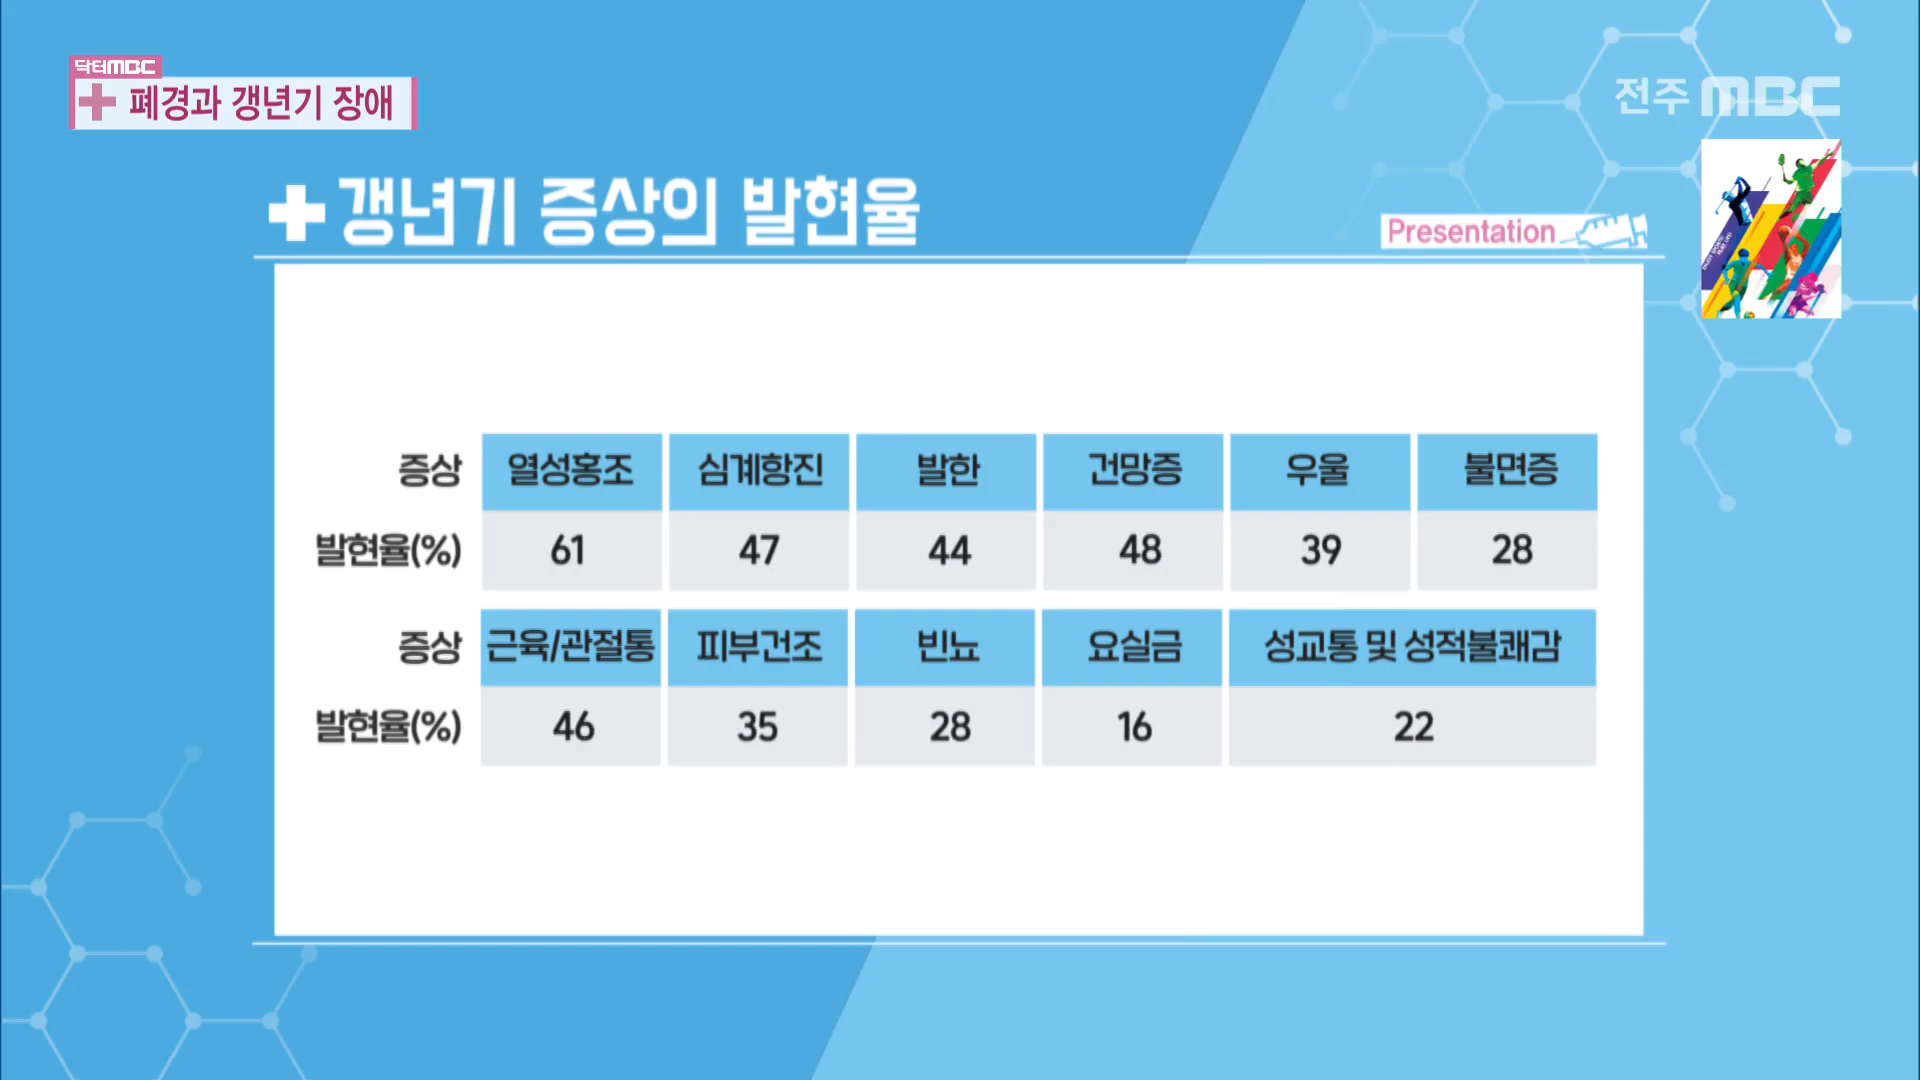 닥터MBC
폐경과 갱년기 장애
전주 MBC
갱년기 증상의 발현율
Presentation
증상 열성홍조 심계항진 발한 건망증 우울 불면증
발현율(%) 61 47 44 48 39 28
증상 근육/관절통 피부건조 빈뇨 요실금 성교통 및 성적불쾌감
발현율(%) 46 35 28 16 22